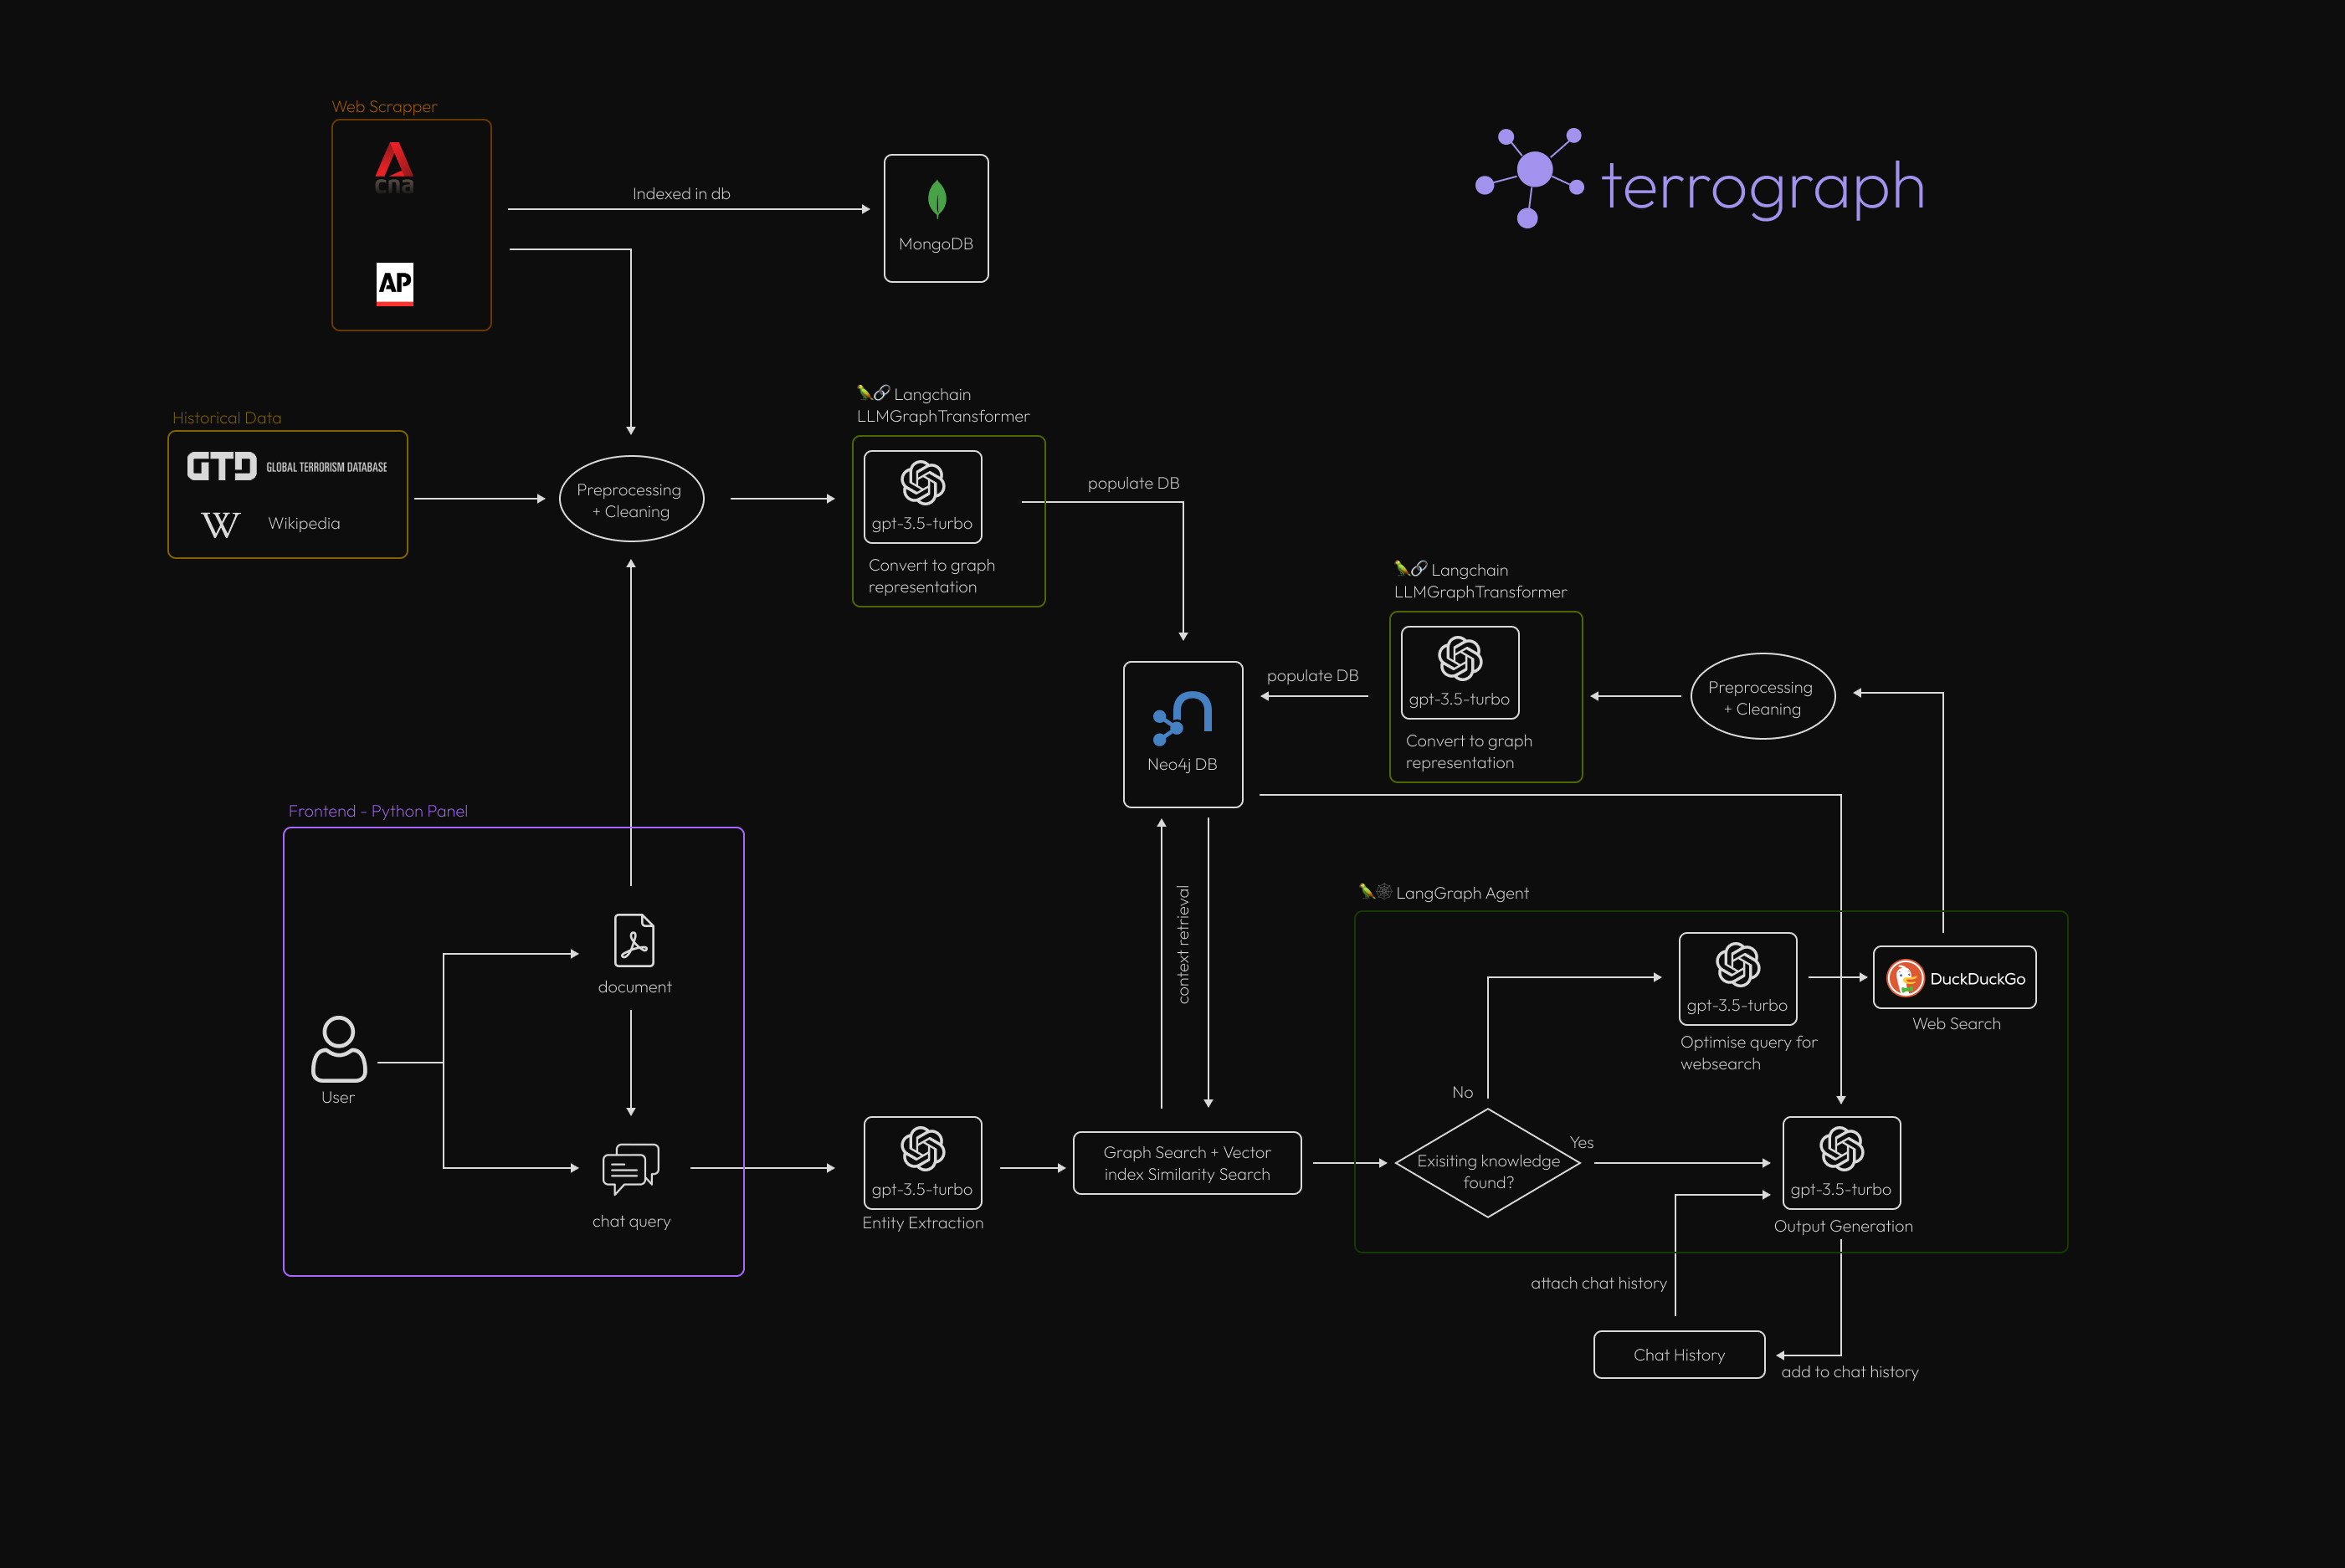 Web Scrapper
cna
AP
Indexed in db
MongoDB
terrograph
Historical Data
GTD GLOBAL TERRORISM DATABASE
W Wikipedia
Preprocessing
+ Cleaning
Langchain
LLMGraphTransformer
gpt-3.5-turbo
Convert to graph
representation
populate DB
Neo4j DB
populate DB
Langchain
LLMGraphTransformer
gpt-3.5-turbo
Convert to graph
representation
Preprocessing
+ Cleaning
Frontend - Python Panel
User
document
chat query
gpt-3.5-turbo
Entity Extraction
context retrieval
Graph Search + Vector
index Similarity Search
LangGraph Agent
Exisiting knowledge
found?
No
Yes
gpt-3.5-turbo
Optimise query for
websearch
DuckDuckGo
Web Search
gpt-3.5-turbo
Output Generation
attach chat history
Chat History
add to chat history